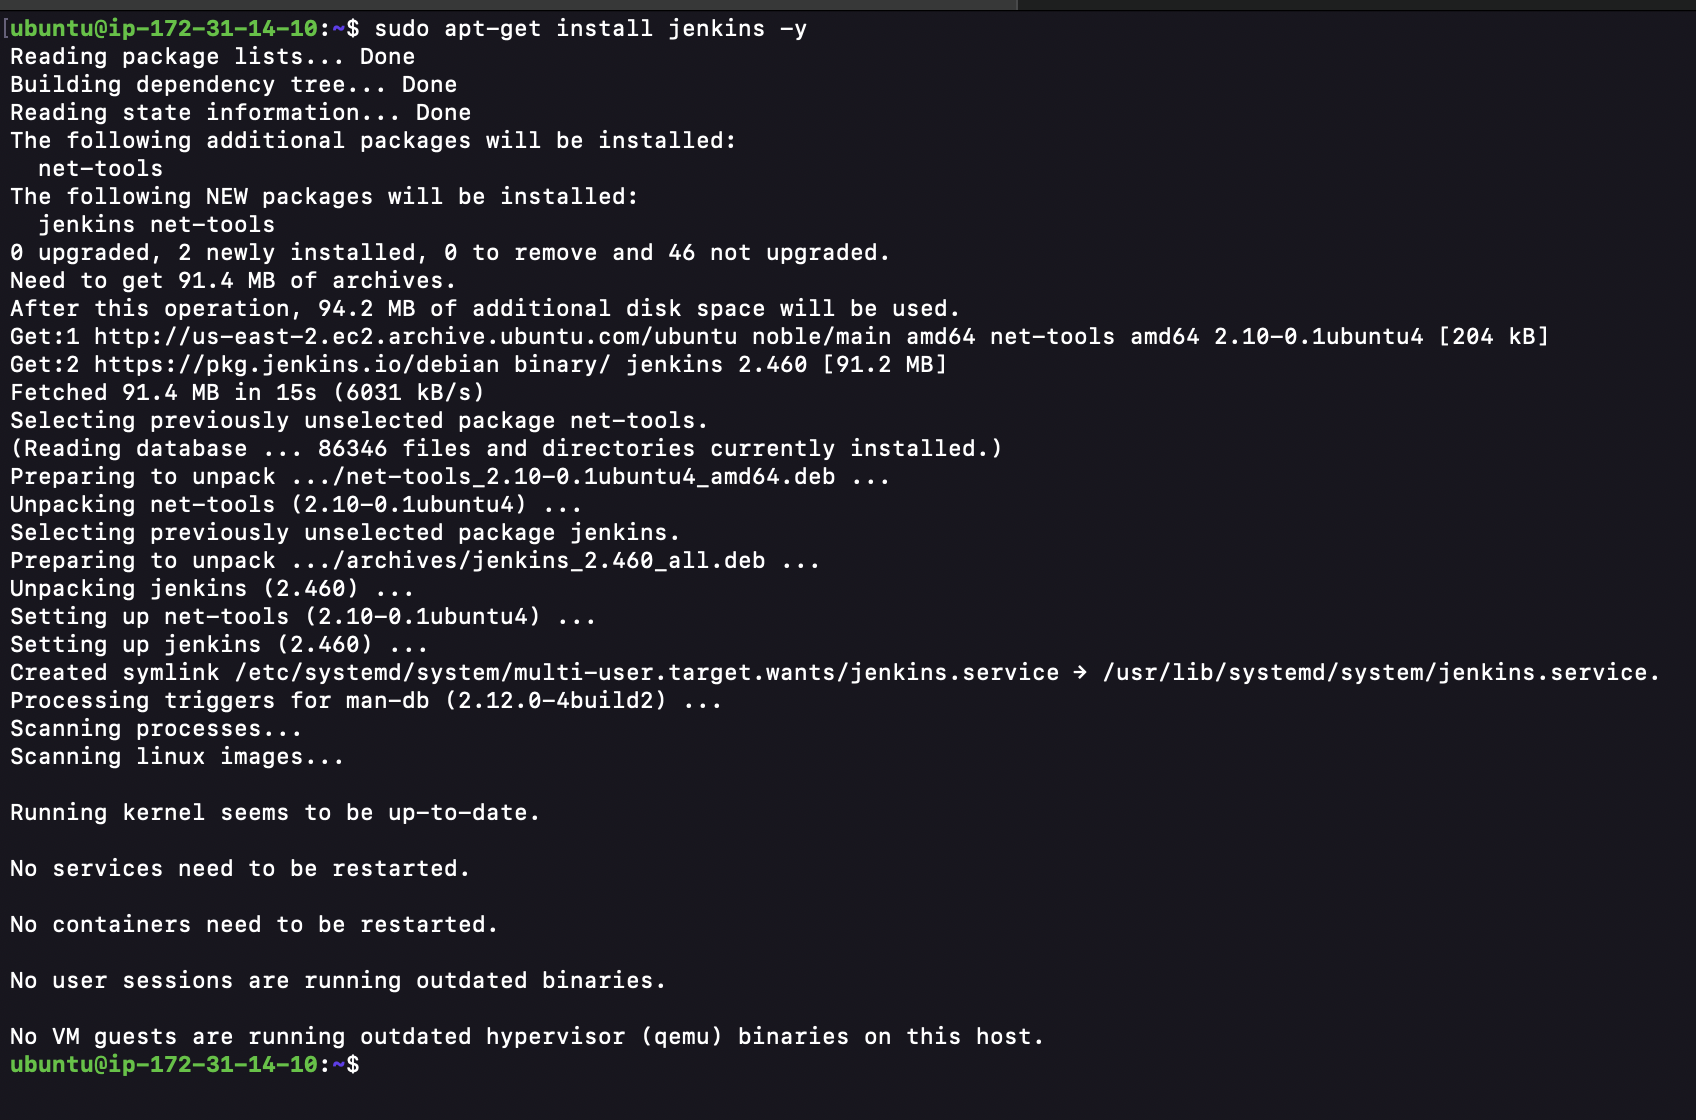 [ubuntu@ip-172-31-14-10:~$ sudo apt-get install jenkins -y
Reading package lists... Done
Building dependency tree... Done
Reading state information... Done
The following additional packages will be installed:
  net-tools
The following NEW packages will be installed:
  jenkins net-tools
0 upgraded, 2 newly installed, 0 to remove and 46 not upgraded.
Need to get 91.4 MB of archives.
After this operation, 94.2 MB of additional disk space will be used.
Get:1 http://us-east-2.ec2.archive.ubuntu.com/ubuntu noble/main amd64 net-tools amd64 2.10-0.1ubuntu4 [204 kB]
Get:2 https://pkg.jenkins.io/debian binary/ jenkins 2.460 [91.2 MB]
Fetched 91.4 MB in 15s (6031 kB/s)
Selecting previously unselected package net-tools.
(Reading database ... 86346 files and directories currently installed.)
Preparing to unpack .../net-tools_2.10-0.1ubuntu4_amd64.deb ...
Unpacking net-tools (2.10-0.1ubuntu4) ...
Selecting previously unselected package jenkins.
Preparing to unpack .../archives/jenkins_2.460_all.deb ...
Unpacking jenkins (2.460) ...
Setting up net-tools (2.10-0.1ubuntu4) ...
Setting up jenkins (2.460) ...
Created symlink /etc/systemd/system/multi-user.target.wants/jenkins.service → /usr/lib/systemd/system/jenkins.service.
Processing triggers for man-db (2.12.0-4build2) ...
Scanning processes...
Scanning linux images...

Running kernel seems to be up-to-date.

No services need to be restarted.

No containers need to be restarted.

No user sessions are running outdated binaries.

No VM guests are running outdated hypervisor (qemu) binaries on this host.
ubuntu@ip-172-31-14-10:~$